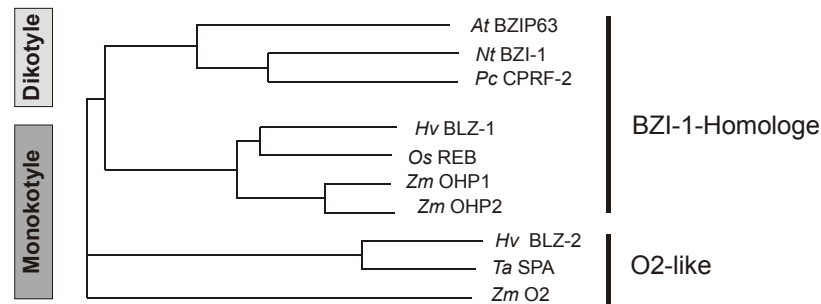 Dikotyle
Monokotyle
At BZIP63
Nt BZI-1
Pc CPRF-2
Hv BLZ-1
Os REB
Zm OHP1
Zm OHP2
Hv BLZ-2
Ta SPA
Zm O2
BZI-1-Homologe
O2-like